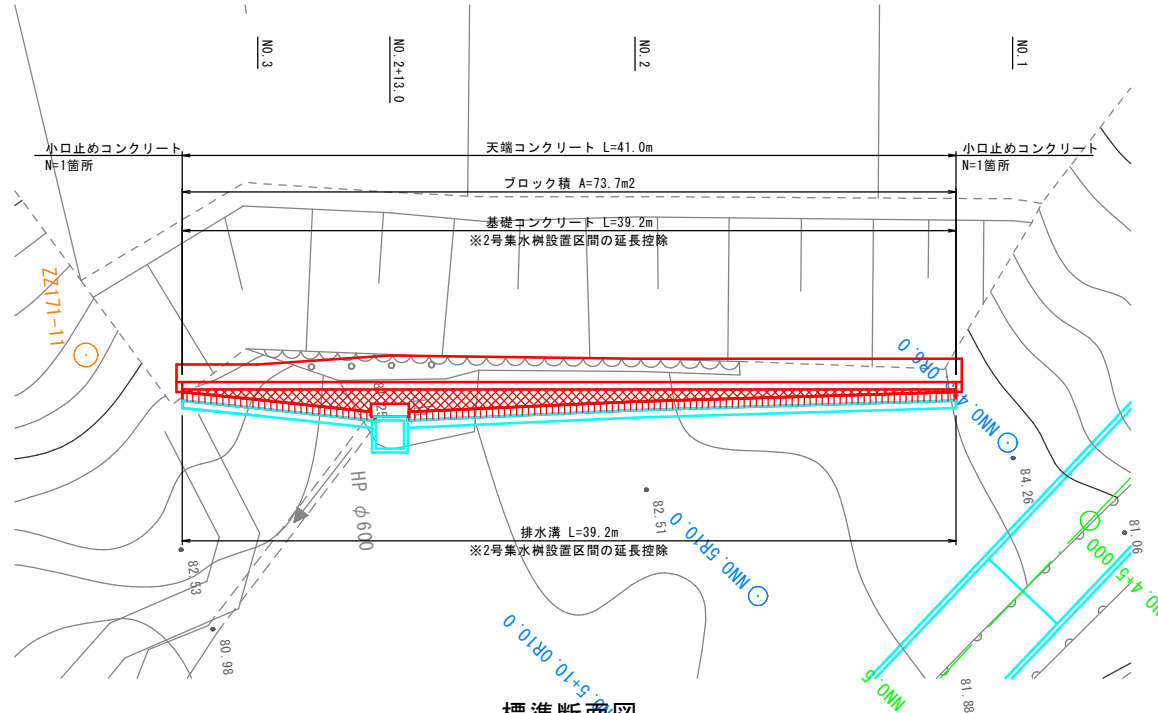 NO.3
NO.2+13.0
NO.2
NO.1
小口止めコンクリート
N=1箇所
天端コンクリート L=41.0m
小口止めコンクリート
N=1箇所
ブロック積 A=73.7m2
基礎コンクリート L=39.2m
※2号集水桝設置区間の延長控除
ZZ171-11
HP φ600
84.26
82.51
81.06
NNO.5R10.0
排水溝 L=39.2m
※2号集水桝設置区間の延長控除
82.53
80.98
81.88
NNO.5
標準断面図